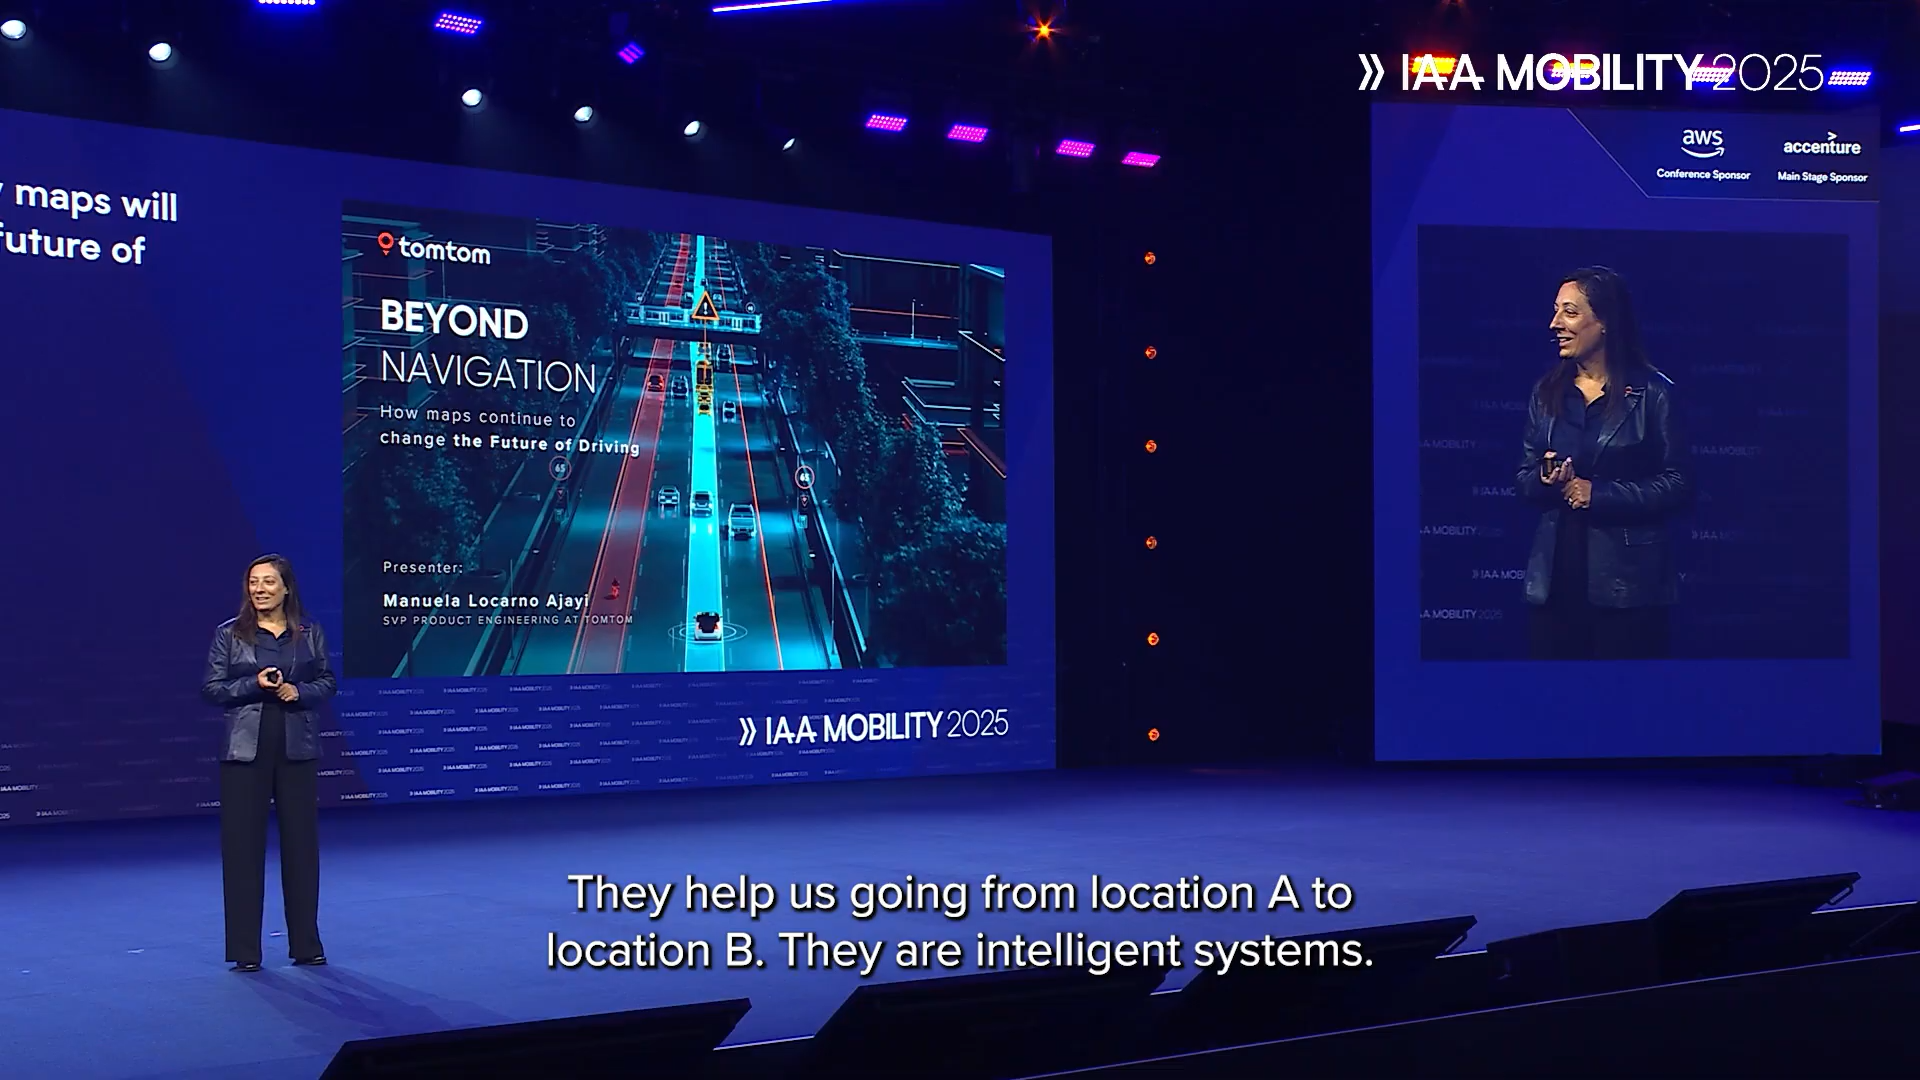 IAA MOBILITY 2025
aws
Conference Sponsor
accenture
Main Stage Sponsor
maps will
future of
tomtom
BEYOND
NAVIGATION
How maps continue to
change the Future of Driving
65
65
Presenter:
Manuela Locarno Ajayi
SVP PRODUCT ENGINEERING AT TOMTOM
IAA MOBILITY 2025
They help us going from location A to
location B. They are intelligent systems.